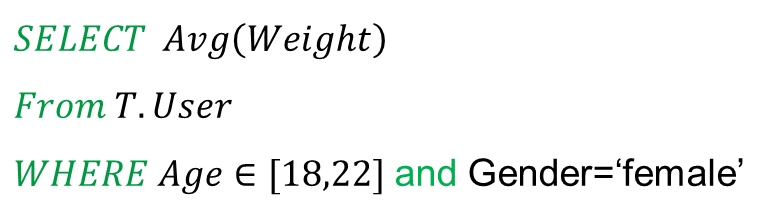 SELECT Avg(Weight)
From T.User
WHERE Age ∈ [18,22] and Gender=‘female’